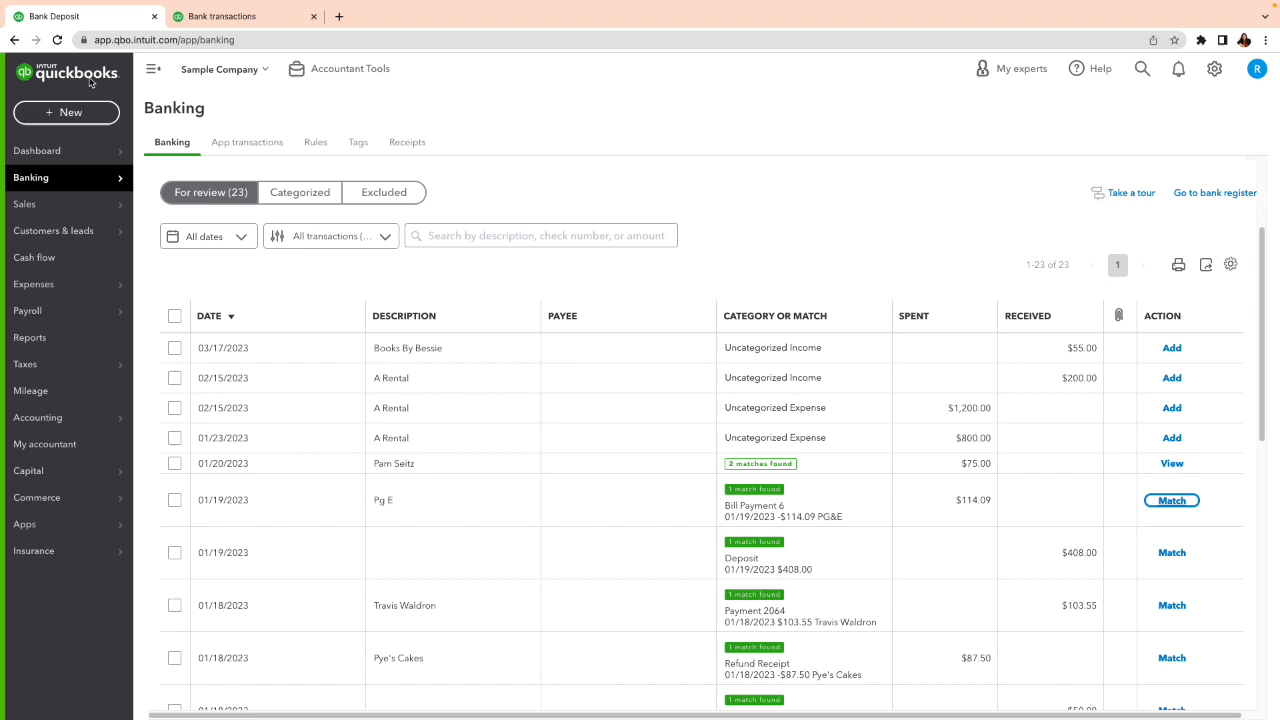 Bank Deposit
Bank transactions
app.qbo.intuit.com/app/banking
qb INTUIT quickbooks.
Sample Company
Accountant Tools
My experts
Help
R
+ New
Banking
Dashboard
Banking
Sales
Customers & leads
Cash flow
Expenses
Payroll
Reports
Taxes
Mileage
Accounting
My accountant
Capital
Commerce
Apps
Insurance
Banking App transactions Rules Tags Receipts
For review (23) Categorized Excluded
Take a tour Go to bank register
All dates All transactions (... Search by description, check number, or amount
1-23 of 23 < 1 >
DATE ▼ DESCRIPTION PAYEE CATEGORY OR MATCH SPENT RECEIVED ACTION
03/17/2023 Books By Bessie Uncategorized Income $55.00 Add
02/15/2023 A Rental Uncategorized Income $200.00 Add
02/15/2023 A Rental Uncategorized Expense $1,200.00 Add
01/23/2023 A Rental Uncategorized Expense $800.00 Add
01/20/2023 Pam Seitz 2 matches found $75.00 View
1 match found
01/19/2023 Pg E Bill Payment 6 $114.09 Match
01/19/2023 -$114.09 PG&E
1 match found
01/19/2023 Deposit $408.00 Match
01/19/2023 $408.00
1 match found
01/18/2023 Travis Waldron Payment 2064 $103.55 Match
01/18/2023 $103.55 Travis Waldron
1 match found
01/18/2023 Pye's Cakes Refund Receipt $87.50 Match
01/18/2023 -$87.50 Pye's Cakes
1 match found